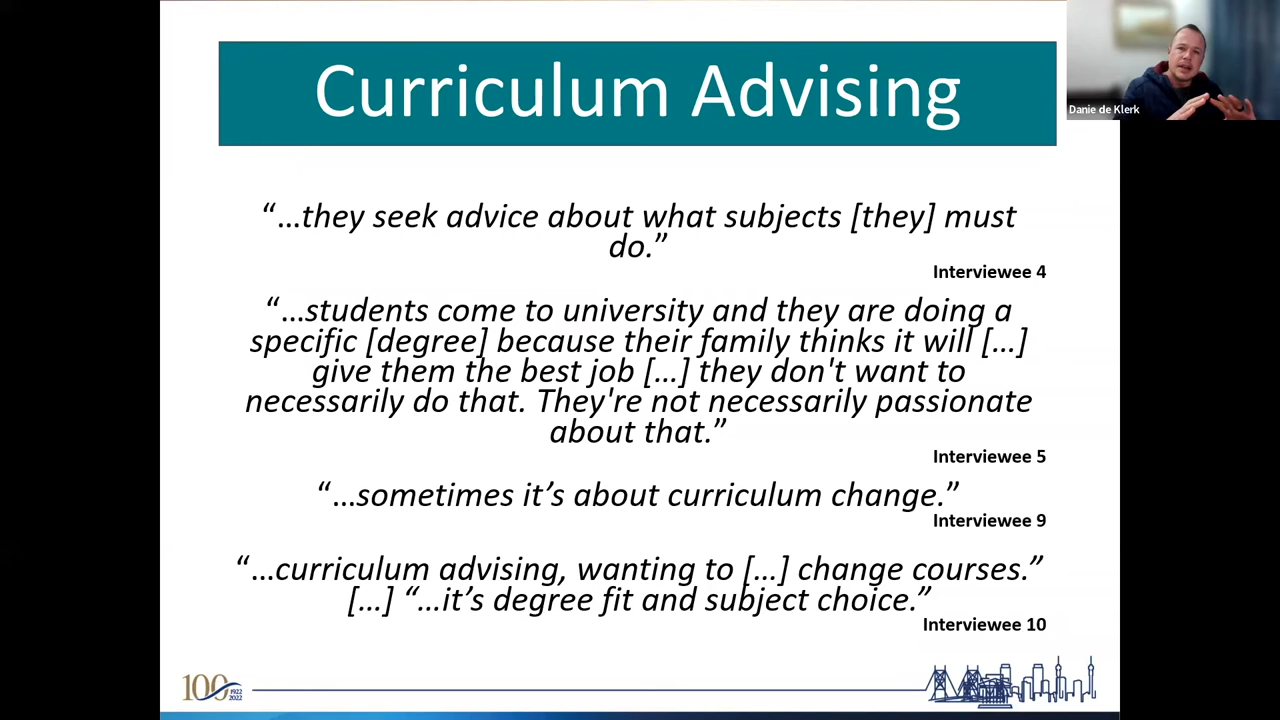 Curriculum Advising
Danie de Klerk
“…they seek advice about what subjects [they] must
do.”
Interviewee 4
“…students come to university and they are doing a
specific [degree] because their family thinks it will […]
give them the best job […] they don't want to
necessarily do that. They're not necessarily passionate
about that.”
Interviewee 5
“…sometimes it’s about curriculum change.”
Interviewee 9
“…curriculum advising, wanting to […] change courses.”
[…] “…it’s degree fit and subject choice.”
Interviewee 10
100
1922
2022